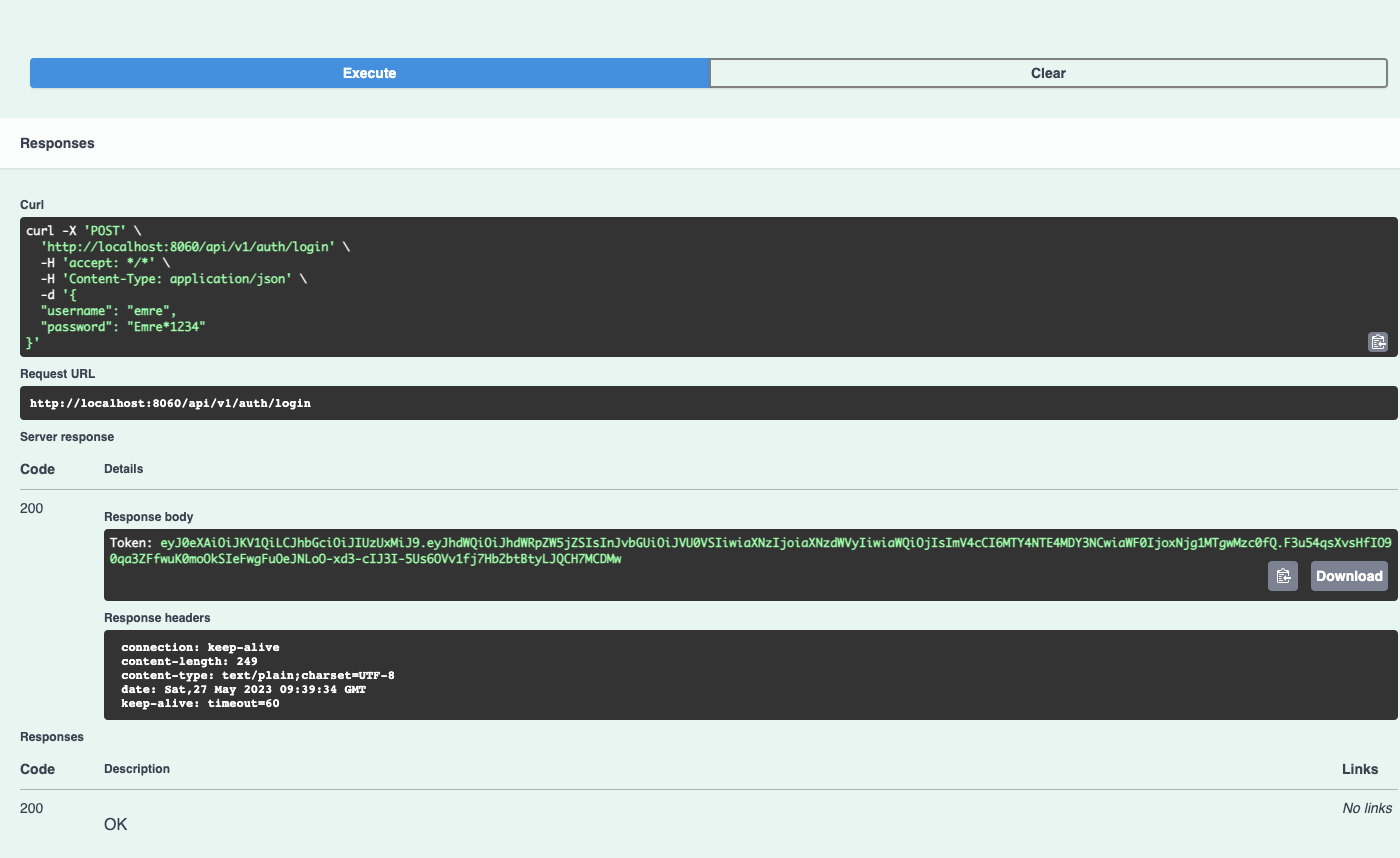 Execute
Clear
Responses
Curl
curl -X 'POST' \
'http://localhost:8060/api/v1/auth/login' \
-H 'accept: */*' \
-H 'Content-Type: application/json' \
-d '{
"username": "emre",
"password": "Emre*1234"
}'
Request URL
http://localhost:8060/api/v1/auth/login
Server response
Code Details
200
Response body
Token: eyJ0eXAiOiJKV1QiLCJhbGciOiJIUzUxMiJ9.eyJhdWQiOiJhdWRpZW5jZSIsInJvbGUiOiJVU0VSIiwiaXNzIjoiaXNzdWVyIiwiaWQiOjIsImV4cCI6MTY4NTE4MDY3NCwiaWF0IjoxNjg1MTgwMzc0fQ.F3u54qsXvsHfIO9
0qa3ZFfwuK0moOkSIeFwgFuOeJNLoO-xd3-cIJ3I-5Us6OVv1fj7Hb2btBtyLJQCH7MCDMw
Download
Response headers
connection: keep-alive
content-length: 249
content-type: text/plain;charset=UTF-8
date: Sat,27 May 2023 09:39:34 GMT
keep-alive: timeout=60
Responses
Code Description Links
200 No links
OK